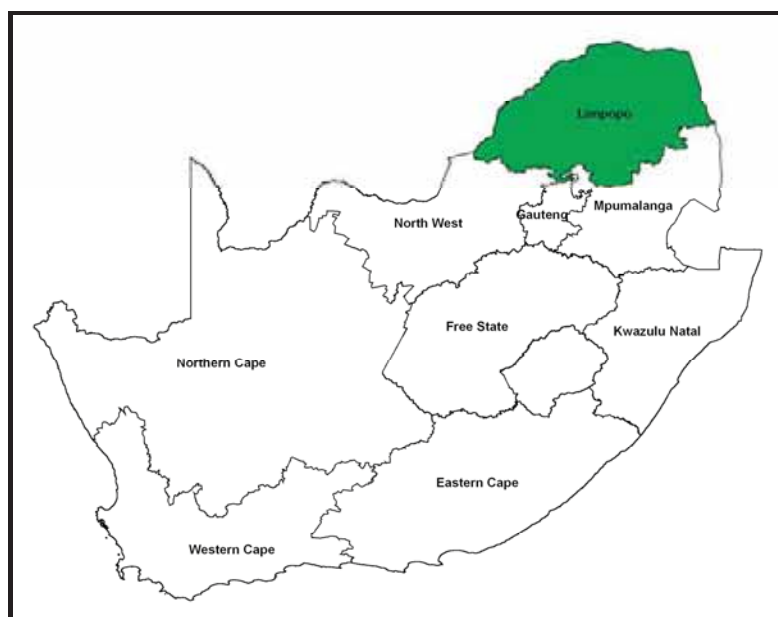 Limpopo
North West
Gauteng
Mpumalanga
Free State
Kwazulu Natal
Northern Cape
Eastern Cape
Western Cape